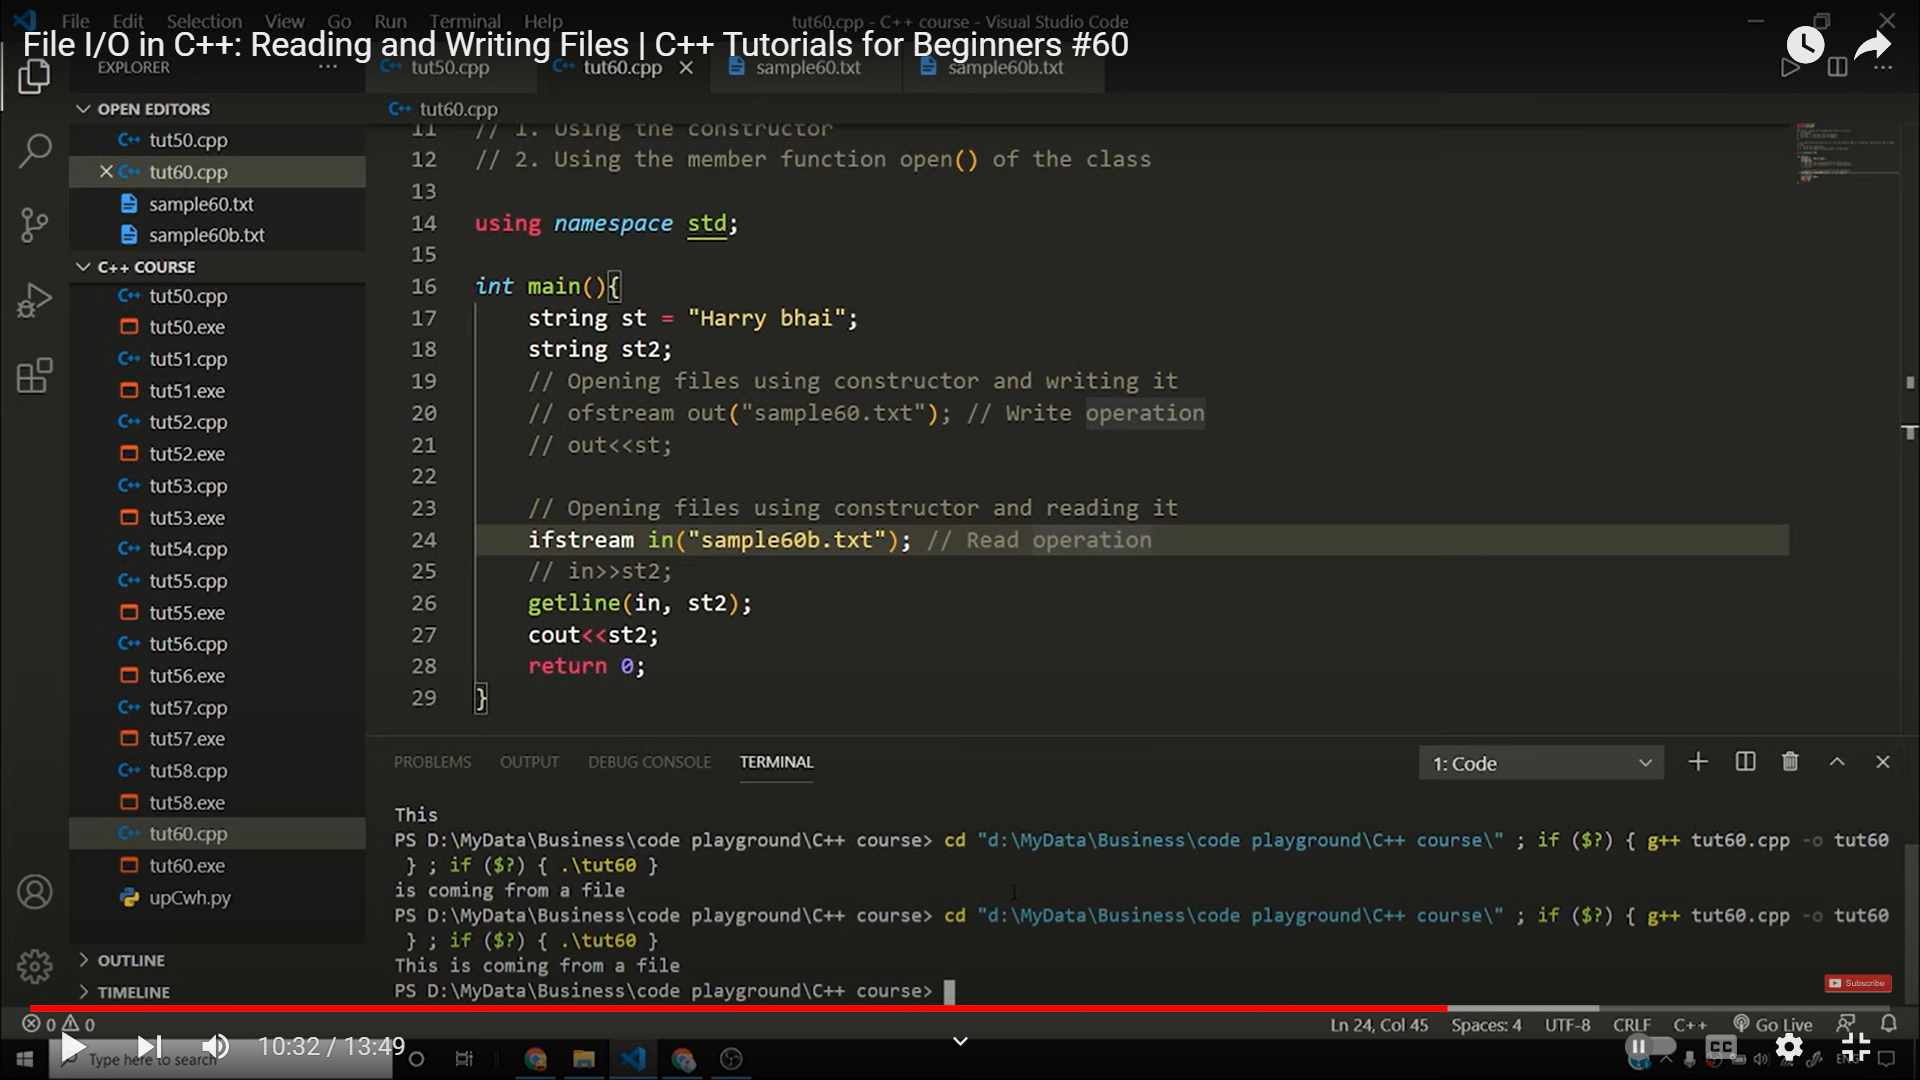 File Edit Selection View Go Run Terminal Help
tut60.cpp - C++ course - Visual Studio Code
File I/O in C++: Reading and Writing Files | C++ Tutorials for Beginners #60
EXPLORER
tut50.cpp
tut60.cpp
sample60.txt
sample60b.txt
OPEN EDITORS
tut50.cpp
tut60.cpp
sample60.txt
sample60b.txt
C++ COURSE
tut50.cpp
tut50.exe
tut51.cpp
tut51.exe
tut52.cpp
tut52.exe
tut53.cpp
tut53.exe
tut54.cpp
tut55.cpp
tut55.exe
tut56.cpp
tut56.exe
tut57.cpp
tut57.exe
tut58.cpp
tut58.exe
tut60.cpp
tut60.exe
upCwh.py
OUTLINE
TIMELINE
tut60.cpp
11 // 1. Using the constructor
12 // 2. Using the member function open() of the class
13
14 using namespace std;
15
16 int main(){
17 string st = "Harry bhai";
18 string st2;
19 // Opening files using constructor and writing it
20 // ofstream out("sample60.txt"); // Write operation
21 // out<<st;
22
23 // Opening files using constructor and reading it
24 ifstream in("sample60b.txt"); // Read operation
25 // in>>st2;
26 getline(in, st2);
27 cout<<st2;
28 return 0;
29 }
PROBLEMS OUTPUT DEBUG CONSOLE TERMINAL
1: Code
This
PS D:\MyData\Business\code playground\C++ course> cd "d:\MyData\Business\code playground\C++ course\" ; if ($?) { g++ tut60.cpp -o tut60
} ; if ($?) { .\tut60 }
is coming from a file
PS D:\MyData\Business\code playground\C++ course> cd "d:\MyData\Business\code playground\C++ course\" ; if ($?) { g++ tut60.cpp -o tut60
} ; if ($?) { .\tut60 }
This is coming from a file
PS D:\MyData\Business\code playground\C++ course>
Subscribe
0 0
Ln 24, Col 45 Spaces: 4 UTF-8 CRLF C++ Go Live
10:32 / 13:49
Type here to search
CC